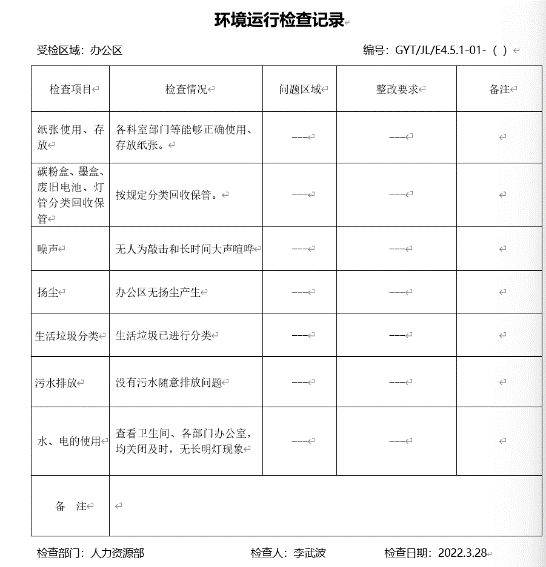 环境运行检查记录
受检区域：办公区 编号：GYT/JL/E4.5.1-01-（ ）
检查项目 检查情况 问题区域 整改要求 备注
纸张使用、存放 各科室部门等能够正确使用、存放纸张。 --- ---
碳粉盒、墨盒、废旧电池、灯管分类回收保管 按规定分类回收保管。 --- ---
噪声 无人为敲击和长时间大声喧哗 --- ---
扬尘 办公区无扬尘产生 --- ---
生活垃圾分类 生活垃圾已进行分类 --- ---
污水排放 没有污水随意排放问题 --- ---
水、电的使用 查看卫生间、各部门办公室，均关闭及时，无长明灯现象 --- ---
备 注
检查部门：人力资源部 检查人：李武波 检查日期：2022.3.28